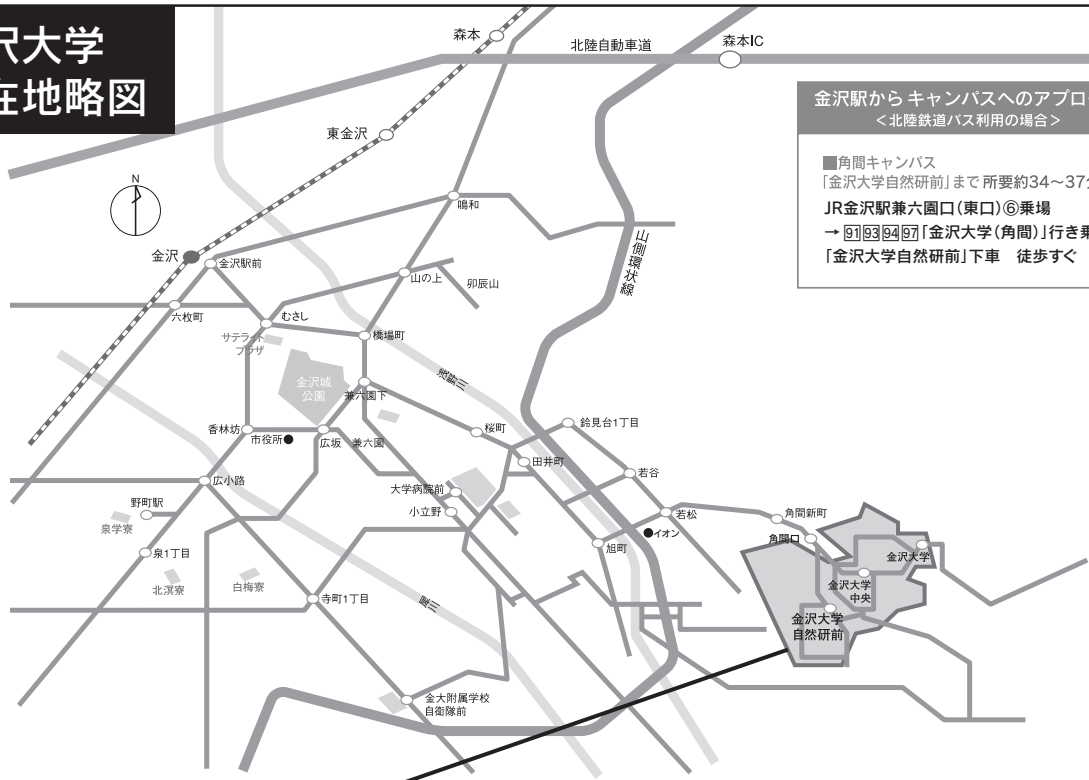 沢大学
在地略図
森本
北陸自動車道
森本IC
金沢駅から キャンパスへのアプロ
＜北陸鉄道バス利用の場合＞
■角間キャンパス
「金沢大学自然研前」まで 所要約34〜37分
JR金沢駅兼六園口(東口)⑥乗場
→ 91 93 94 97 「金沢大学(角間)」行き乗
「金沢大学自然研前」下車　徒歩すぐ
東金沢
N
鳴和
金沢
金沢駅前
山の上
卯辰山
山側環状線
六枚町
むさし
サテライト
プラザ
橋場町
金沢城
公園
兼六園下
浅野川
香林坊
市役所
広坂
兼六園
桜町
鈴見台1丁目
田井町
広小路
大学病院前
若谷
野町駅
小立野
若松
角間新町
泉学寮
イオン
角間口
泉1丁目
旭町
金沢大学
北溟寮
白梅寮
金沢大学
中央
寺町1丁目
犀川
金沢大学
自然研前
金大附属学校
自衛隊前